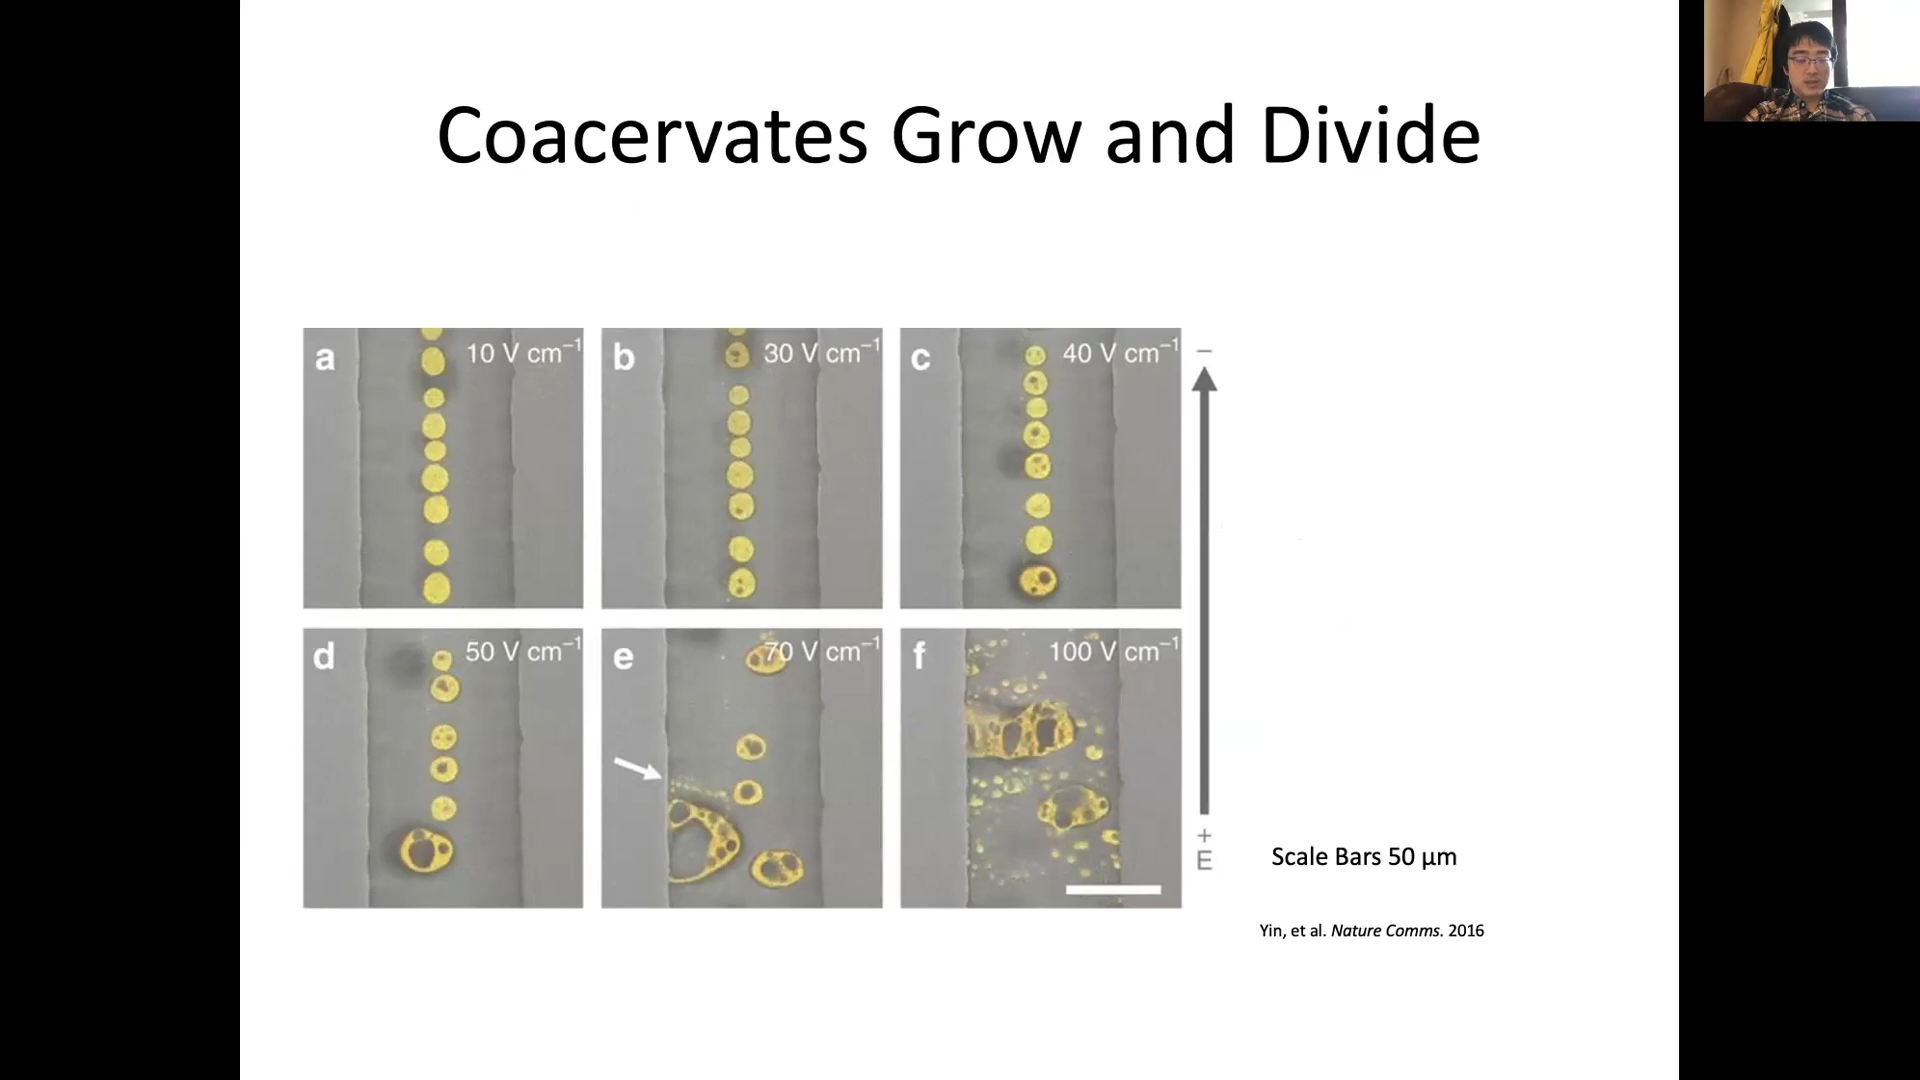 Coacervates Grow and Divide
a 10 V cm⁻¹
b 30 V cm⁻¹
c 40 V cm⁻¹
−
d 50 V cm⁻¹
e 70 V cm⁻¹
f 100 V cm⁻¹
+
E
Scale Bars 50 µm
Yin, et al. Nature Comms. 2016